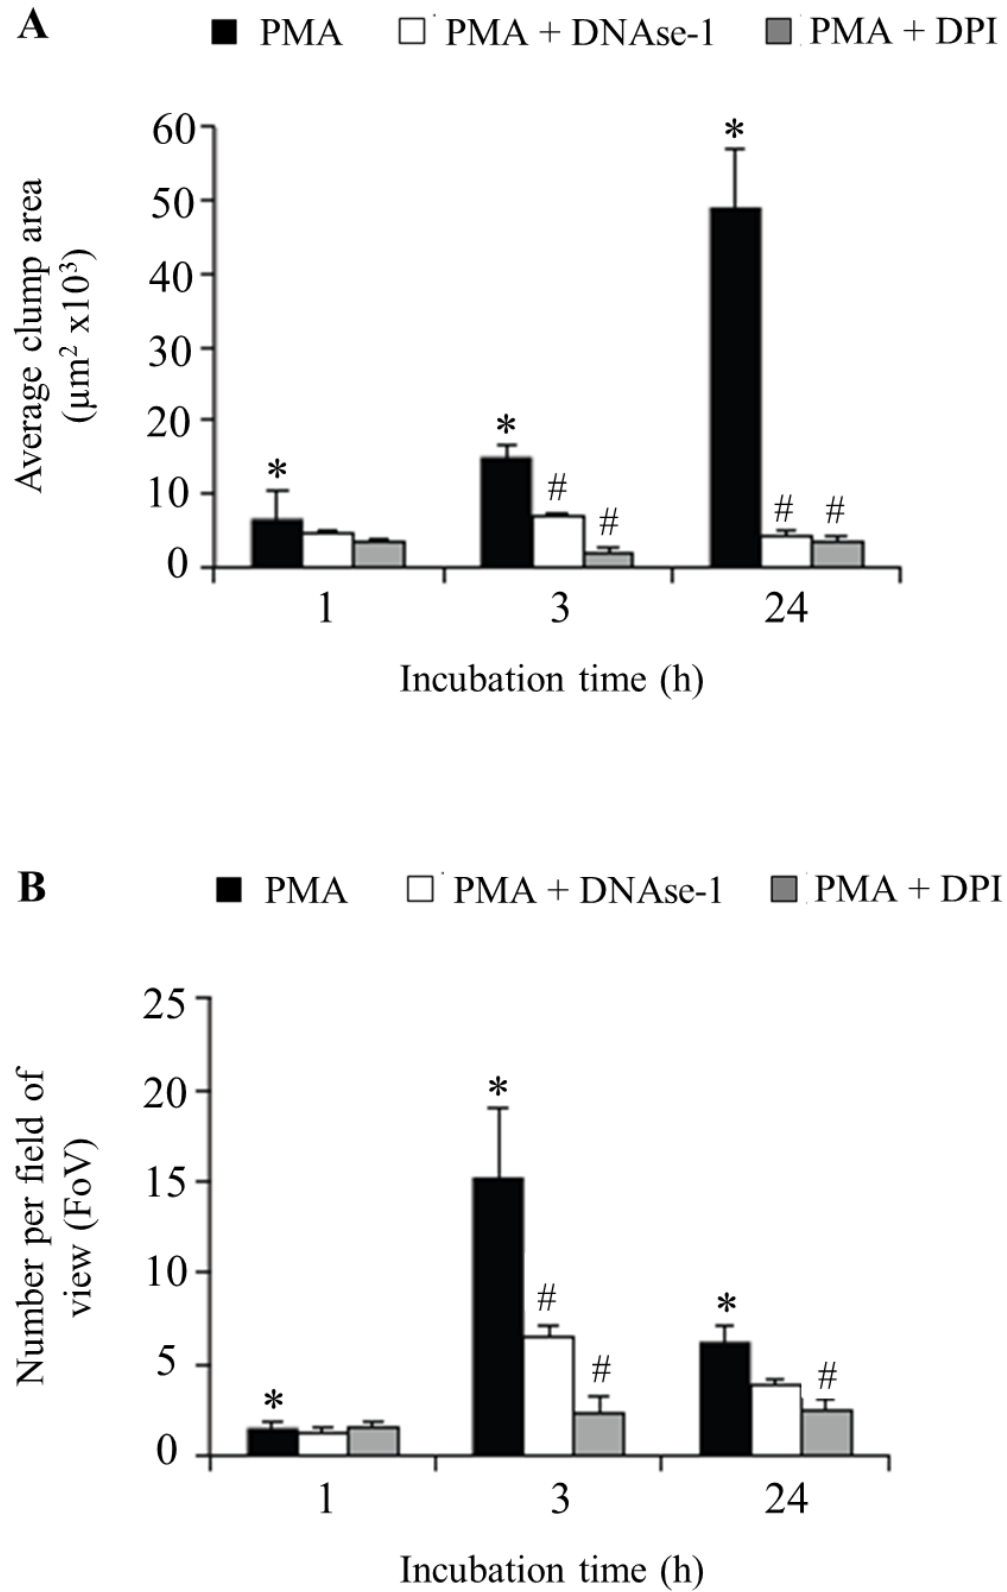 A
PMA PMA + DNAse-1 PMA + DPI
Average clump area
(µm² x10³)
60
50
40
30
20
10
0
*
*
#
#
*
#
#
1 3 24
Incubation time (h)
B
PMA PMA + DNAse-1 PMA + DPI
Number per field of
view (FoV)
25
20
15
10
5
0
*
*
#
#
*
#
1 3 24
Incubation time (h)